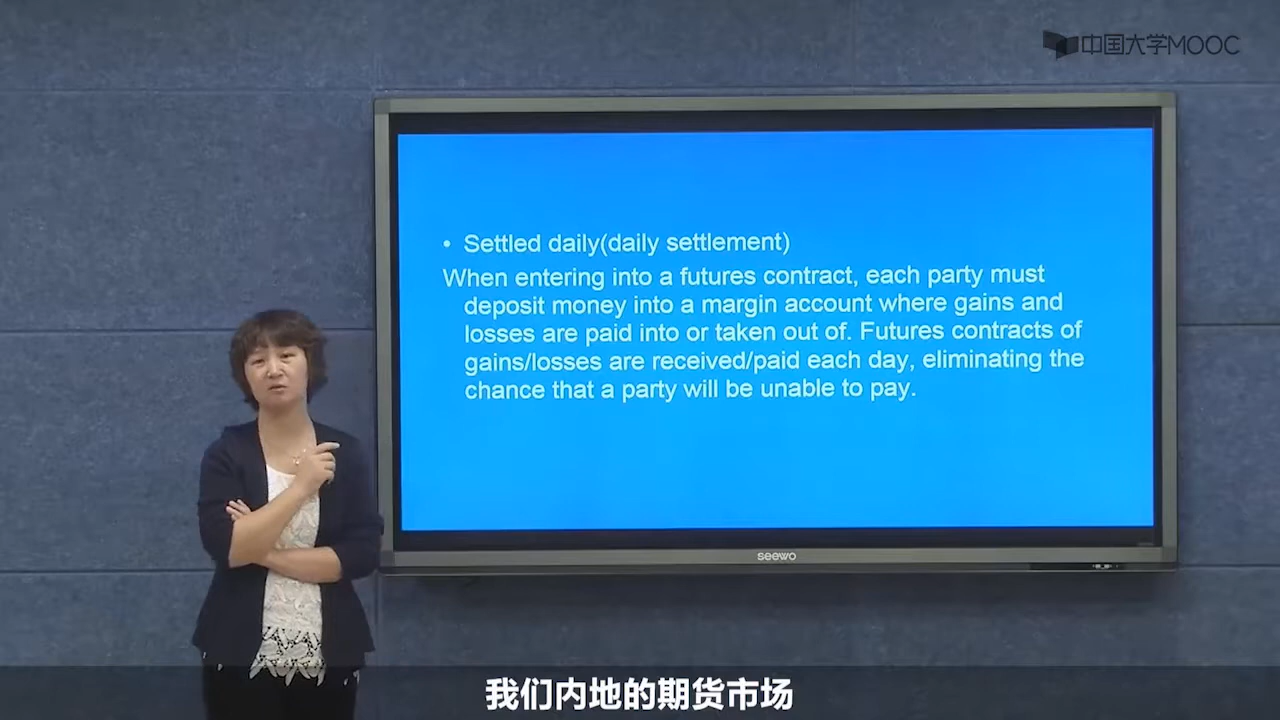 中国大学MOOC
• Settled daily(daily settlement)
When entering into a futures contract, each party must
deposit money into a margin account where gains and
losses are paid into or taken out of. Futures contracts of
gains/losses are received/paid each day, eliminating the
chance that a party will be unable to pay.
seewo
我们内地的期货市场